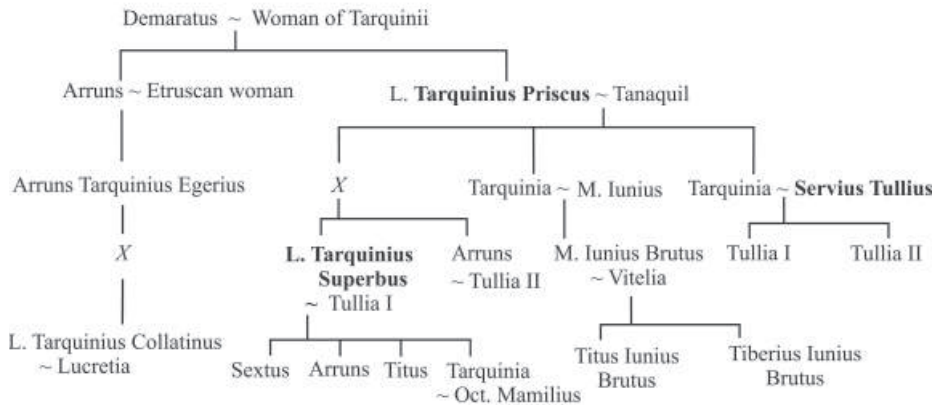 Demaratus ~ Woman of Tarquinii
Arruns ~ Etruscan woman
L. Tarquinius Priscus ~ Tanaquil
Arruns Tarquinius Egerius
X
Tarquinia ~ M. Iunius
Tarquinia ~ Servius Tullius
X
L. Tarquinius
Superbus
~ Tullia I
Arruns
~ Tullia II
M. Iunius Brutus
~ Vitelia
Tullia I
Tullia II
L. Tarquinius Collatinus
~ Lucretia
Sextus
Arruns
Titus
Tarquinia
~ Oct. Mamilius
Titus Iunius
Brutus
Tiberius Iunius
Brutus